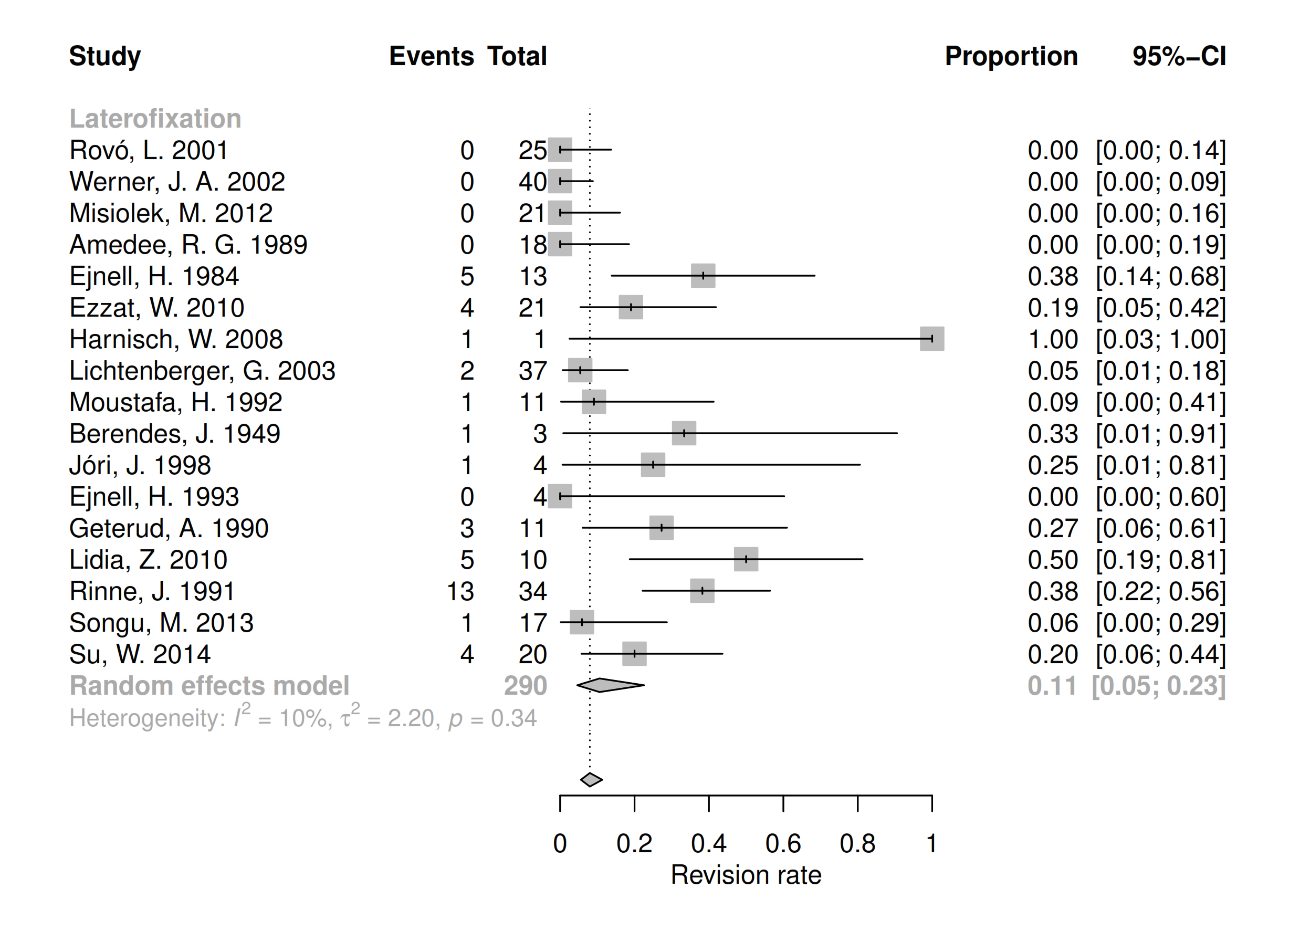 Study Events Total Proportion 95%−CI
Laterofixation
Rovó, L. 2001 0 25 0.00 [0.00; 0.14]
Werner, J. A. 2002 0 40 0.00 [0.00; 0.09]
Misiolek, M. 2012 0 21 0.00 [0.00; 0.16]
Amedee, R. G. 1989 0 18 0.00 [0.00; 0.19]
Ejnell, H. 1984 5 13 0.38 [0.14; 0.68]
Ezzat, W. 2010 4 21 0.19 [0.05; 0.42]
Harnisch, W. 2008 1 1 1.00 [0.03; 1.00]
Lichtenberger, G. 2003 2 37 0.05 [0.01; 0.18]
Moustafa, H. 1992 1 11 0.09 [0.00; 0.41]
Berendes, J. 1949 1 3 0.33 [0.01; 0.91]
Jóri, J. 1998 1 4 0.25 [0.01; 0.81]
Ejnell, H. 1993 0 4 0.00 [0.00; 0.60]
Geterud, A. 1990 3 11 0.27 [0.06; 0.61]
Lidia, Z. 2010 5 10 0.50 [0.19; 0.81]
Rinne, J. 1991 13 34 0.38 [0.22; 0.56]
Songu, M. 2013 1 17 0.06 [0.00; 0.29]
Su, W. 2014 4 20 0.20 [0.06; 0.44]
Random effects model 290 0.11 [0.05; 0.23]
Heterogeneity: I² = 10%, τ² = 2.20, p = 0.34
0 0.2 0.4 0.6 0.8 1
Revision rate